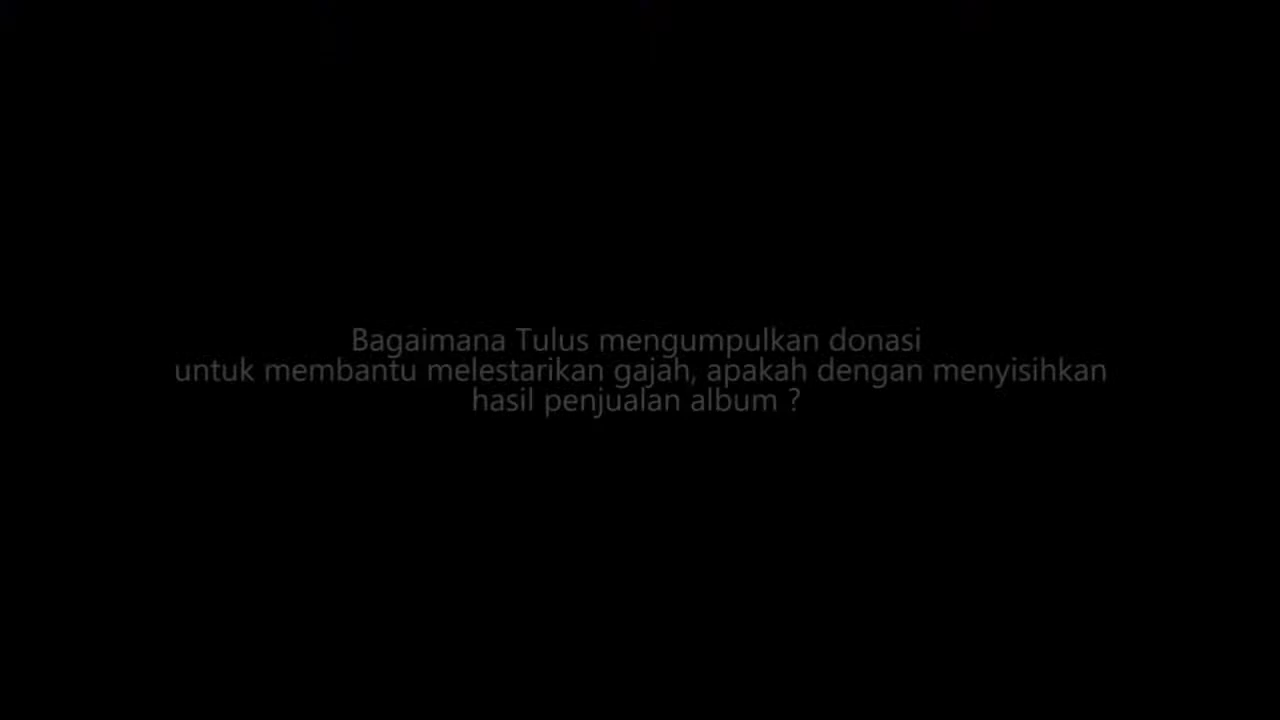 Bagaimana Tulus mengumpulkan donasi
untuk membantu melestarikan gajah, apakah dengan menyisihkan
hasil penjualan album ?